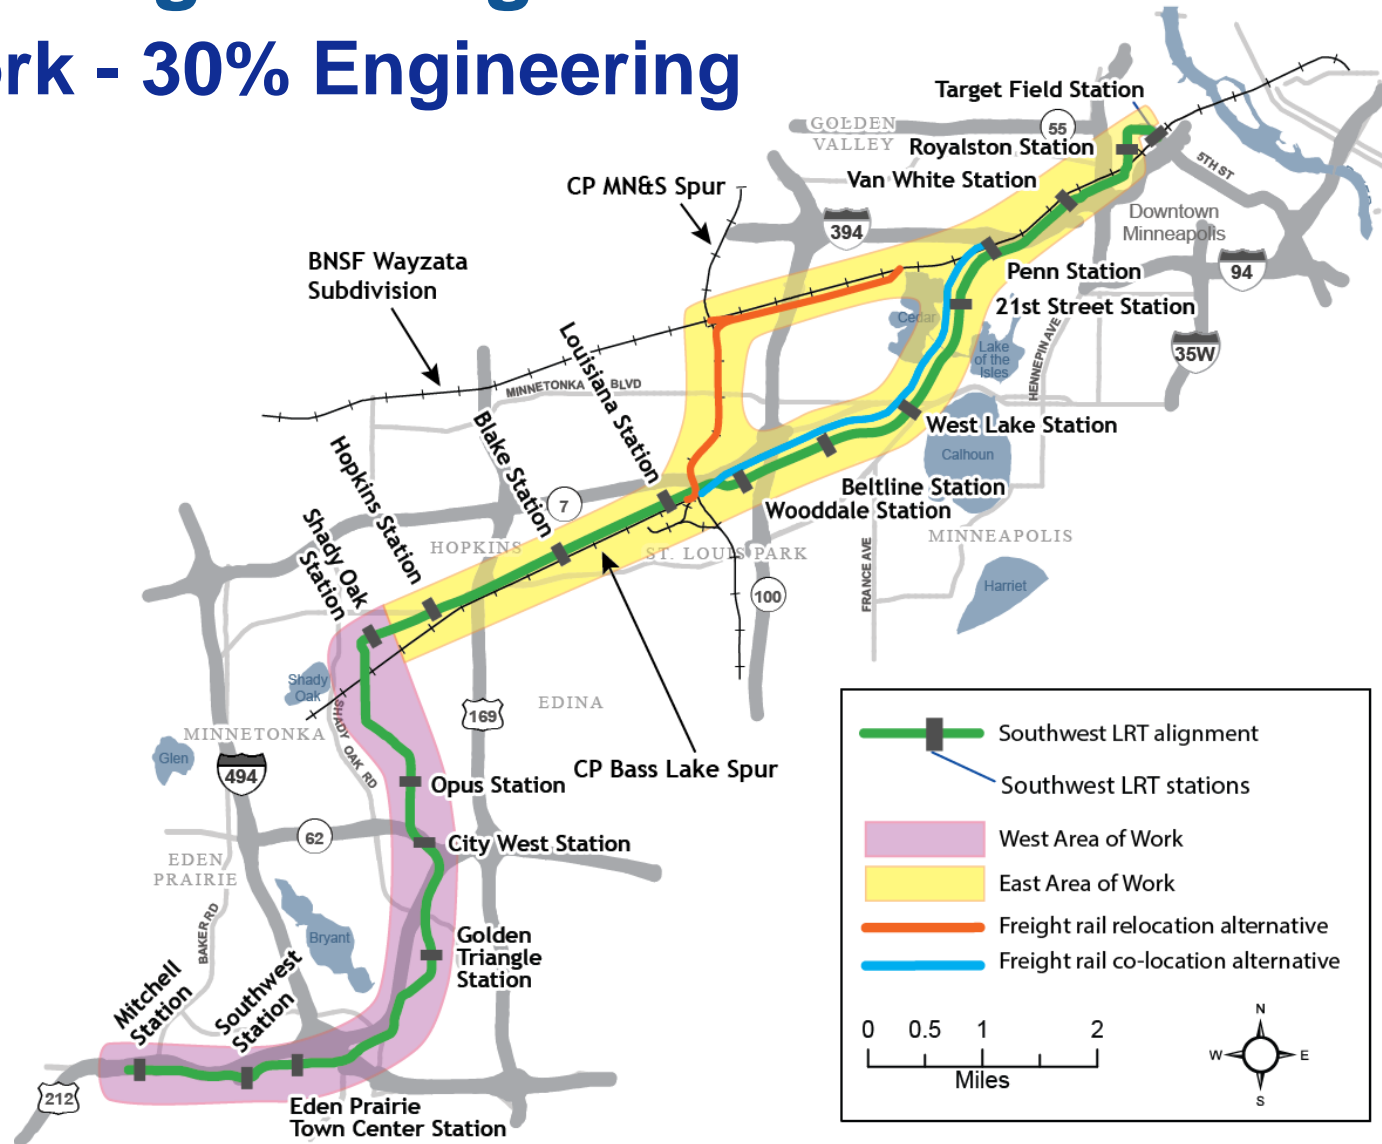 rk - 30% Engineering
Target Field Station
GOLDEN
VALLEY
55
Royalston Station
5TH ST
CP MN&S Spur
Van White Station
Downtown
Minneapolis
394
BNSF Wayzata
Subdivision
Penn Station
94
21st Street Station
Cedar
Lake
of the
Isles
HENNEPIN AVE
35W
Louisiana Station
MINNETONKA BLVD
Blake Station
West Lake Station
Hopkins Station
Calhoun
Beltline Station
7
Wooddale Station
Shady Oak
Station
HOPKINS
ST. LOUIS PARK
MINNEAPOLIS
FRANCE AVE
Harriet
100
Shady
Oak
SHADY OAK RD
169
EDINA
MINNETONKA
Glen
494
Opus Station
CP Bass Lake Spur
62
City West Station
EDEN
PRAIRIE
BAKER RD
Bryant
Golden
Triangle
Station
Mitchell
Station
Southwest
Station
212
Eden Prairie
Town Center Station
Southwest LRT alignment
Southwest LRT stations
West Area of Work
East Area of Work
Freight rail relocation alternative
Freight rail co-location alternative
0 0.5 1 2
Miles
N
W E
S